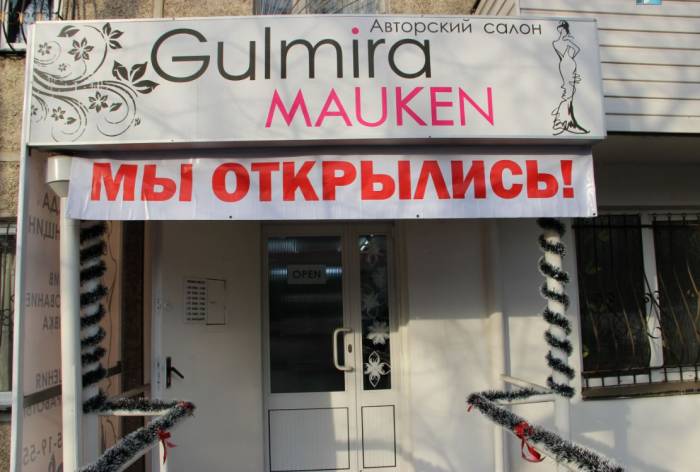 Авторский салон
Gulmira
MAUKEN
МЫ ОТКРЫЛИСЬ!
OPEN